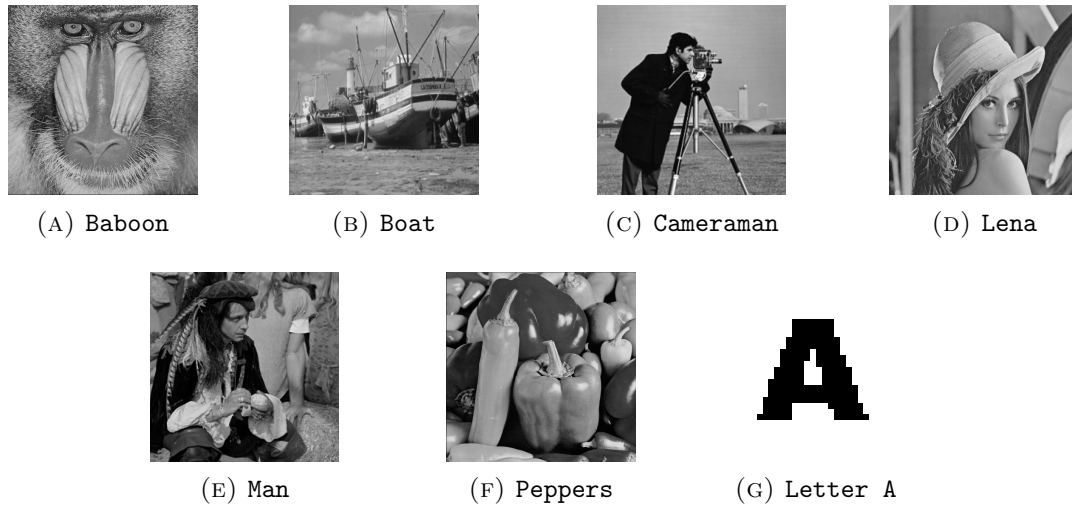 (A) Baboon
(B) Boat
(C) Cameraman
(D) Lena
(E) Man
(F) Peppers
A
(G) Letter A